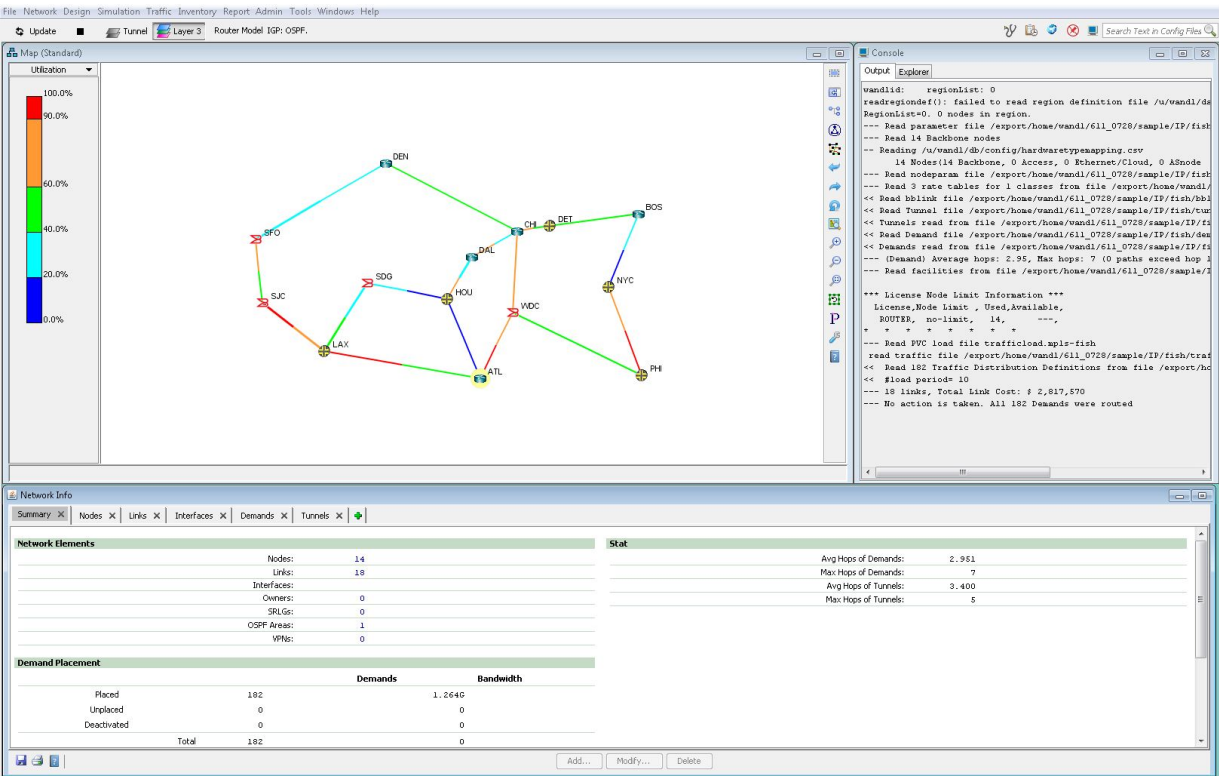 File Network Design Simulation Traffic Inventory Report Admin Tools Windows Help
Update Tunnel Layer 3 Router Model IGP: OSPF. Search Text in Config Files
Map (Standard)
Utilization
100.0%
90.0%
60.0%
40.0%
20.0%
0.0%
DEN
BOS
SFO
CHI
DET
DAL
SDG
HOU
NYC
SJC
WDC
LAX
ATL
PHI
P
Console
Output Explorer
wandlid: regionList: 0
readregiondef(): failed to read region definition file /u/wandl/da
RegionList=0. 0 nodes in region.
--- Read parameter file /export/home/wandl/611_0728/sample/IP/fish
--- Read 14 Backbone nodes
-- Reading /u/wandl/db/config/hardwaretypemapping.csv
14 Nodes(14 Backbone, 0 Access, 0 Ethernet/Cloud, 0 ASnode
--- Read nodeparam file /export/home/wandl/611_0728/sample/IP/fish
--- Read 3 rate tables for 1 classes from file /export/home/wandl/
<< Read bblink file /export/home/wandl/611_0728/sample/IP/fish/bbl
<< Read Tunnel file /export/home/wandl/611_0728/sample/IP/fish/tun
<< Tunnels read from file /export/home/wandl/611_0728/sample/IP/fi
<< Read Demand file /export/home/wandl/611_0728/sample/IP/fish/dem
<< Demands read from file /export/home/wandl/611_0728/sample/IP/fi
--- (Demand) Average hops: 2.95, Max hops: 7 (0 paths exceed hop l
--- Read facilities from file /export/home/wandl/611_0728/sample/I
*** License Node Limit Information ***
License,Node Limit , Used,Available,
ROUTER, no-limit, 14, ---,
* * * * * * * *
--- Read PVC load file trafficload.mpls-fish
read traffic file /export/home/wandl/611_0728/sample/IP/fish/traf
<< Read 182 Traffic Distribution Definitions from file /export/ho
<< #load period= 10
--- 18 links, Total Link Cost: $ 2,817,570
--- No action is taken. All 182 Demands were routed
Network Info
Summary Nodes Links Interfaces Demands Tunnels
Network Elements
Nodes: 14
Links: 18
Interfaces:
Owners: 0
SRLGs: 0
OSPF Areas: 1
VPNs: 0
Stat
Avg Hops of Demands: 2.951
Max Hops of Demands: 7
Avg Hops of Tunnels: 3.400
Max Hops of Tunnels: 5
Demand Placement
Demands Bandwidth
Placed 182 1.264G
Unplaced 0 0
Deactivated 0 0
Total 182 0
Add... Modify... Delete